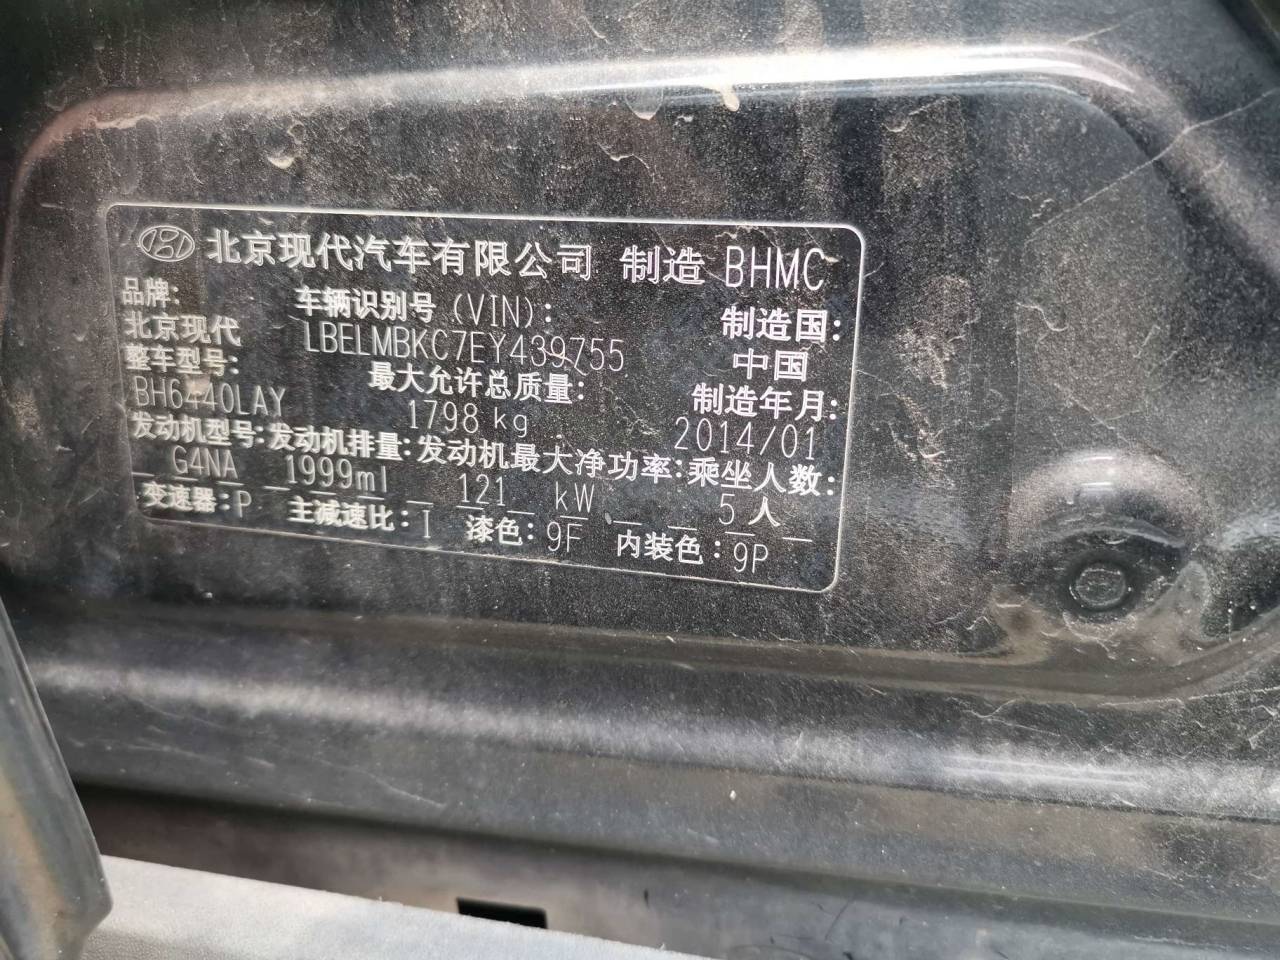 北京现代汽车有限公司 制造 BHMC
品牌: 车辆识别号(VIN): 制造国:
北京现代 LBELMBKC7EY439755 中国
整车型号: 最大允许总质量: 制造年月:
BH6440LAY 1798 kg 2014/01
发动机型号: 发动机排量: 发动机最大净功率: 乘坐人数:
G4NA 1999ml 121 kW 5 人
变速器: P 主减速比: I 漆色: 9F 内装色: 9P